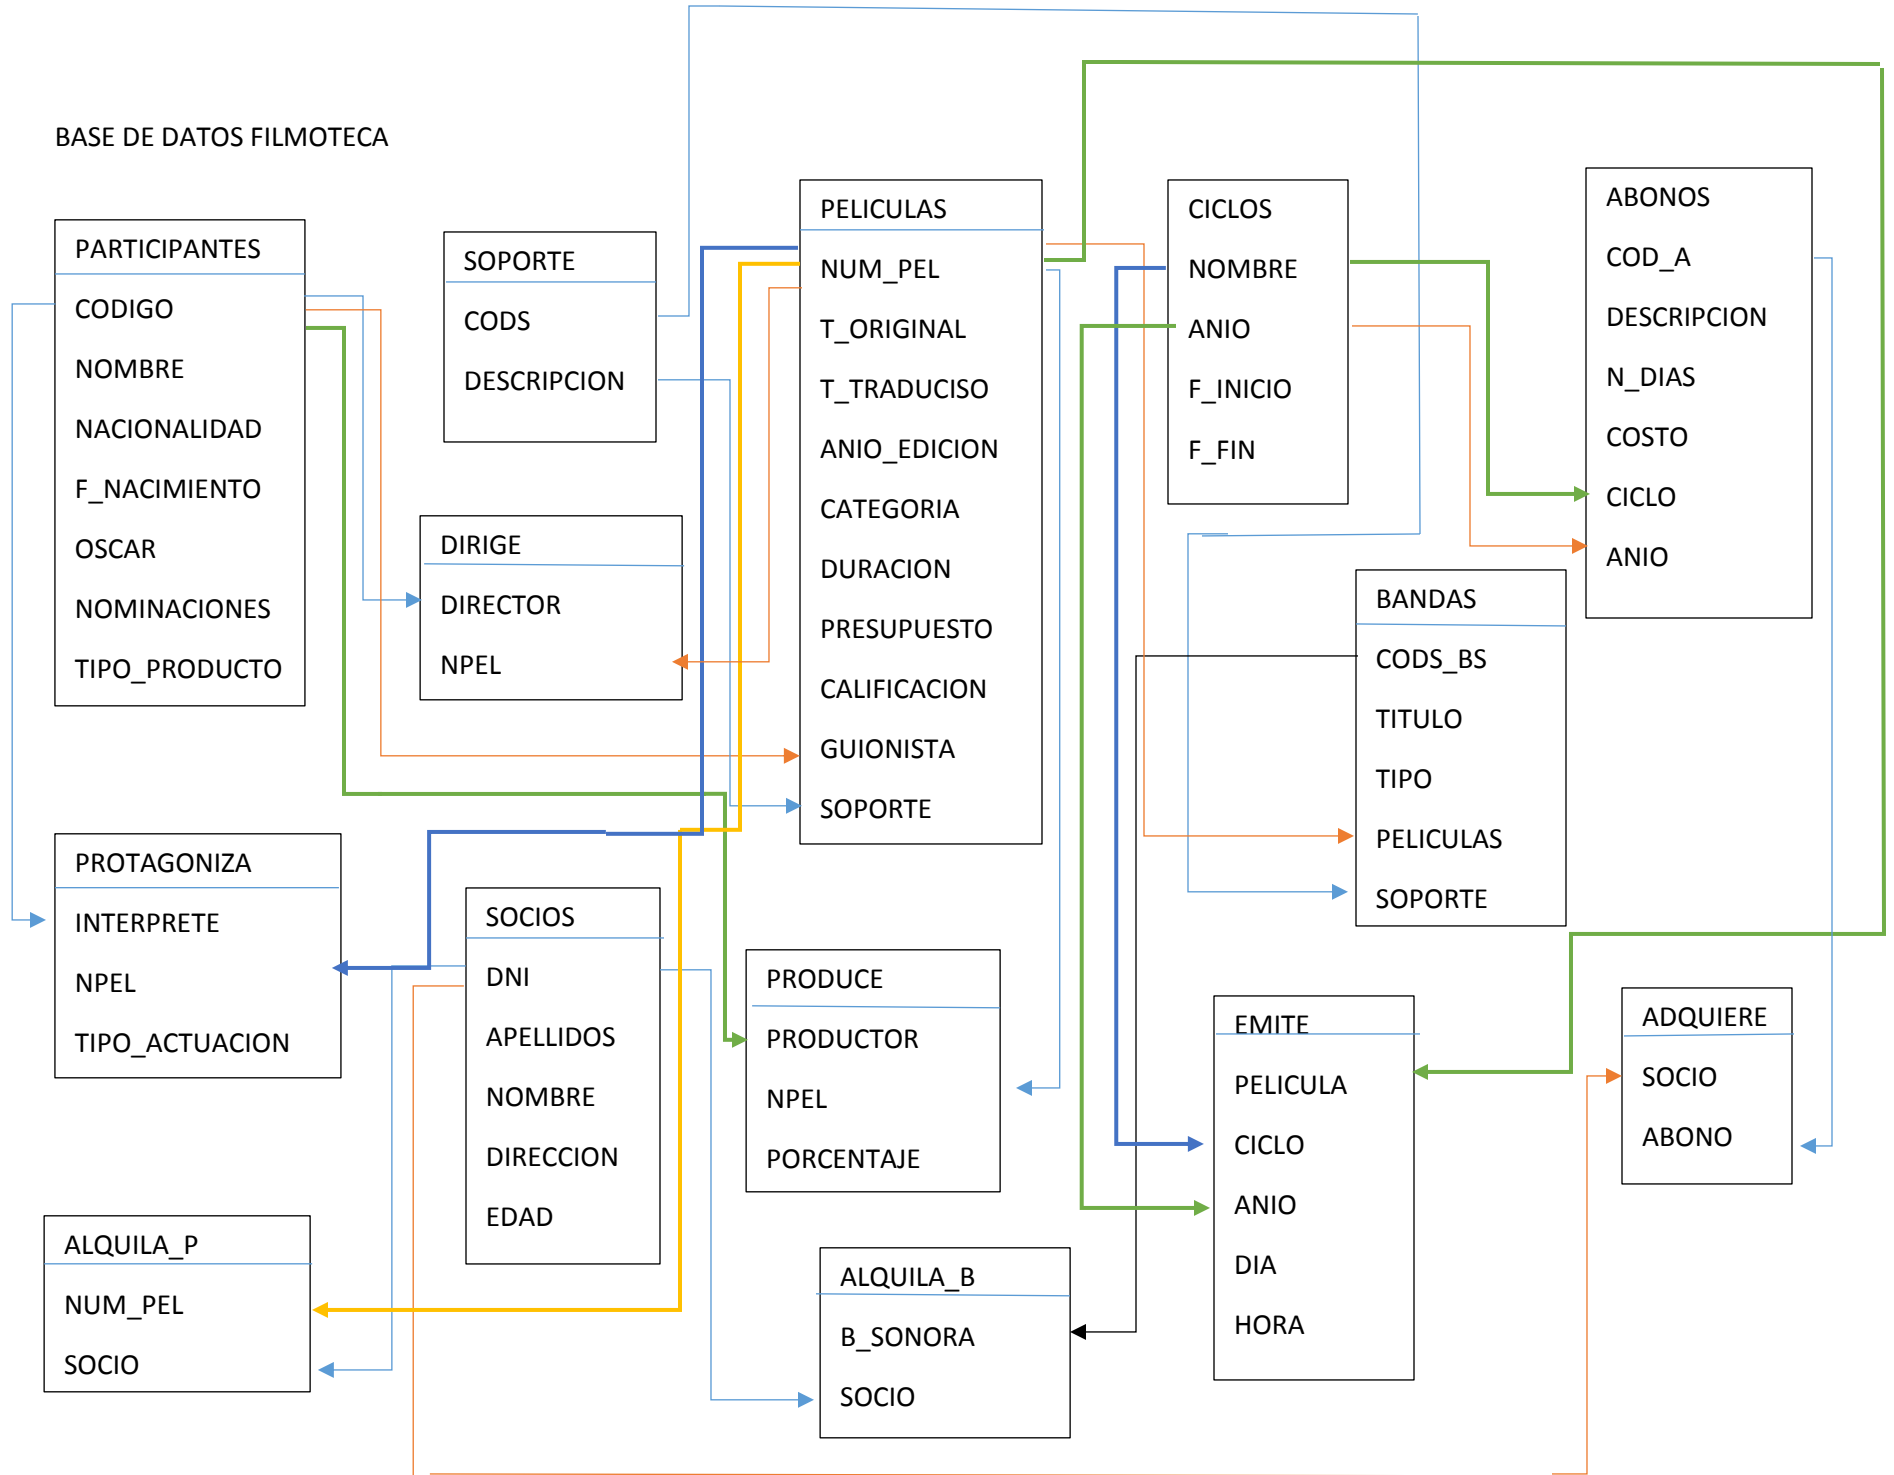 BASE DE DATOS FILMOTECA
PARTICIPANTES
CODIGO
NOMBRE
NACIONALIDAD
F_NACIMIENTO
OSCAR
NOMINACIONES
TIPO_PRODUCTO
SOPORTE
CODS
DESCRIPCION
DIRIGE
DIRECTOR
NPEL
PELICULAS
NUM_PEL
T_ORIGINAL
T_TRADUCISO
ANIO_EDICION
CATEGORIA
DURACION
PRESUPUESTO
CALIFICACION
GUIONISTA
SOPORTE
CICLOS
NOMBRE
ANIO
F_INICIO
F_FIN
ABONOS
COD_A
DESCRIPCION
N_DIAS
COSTO
CICLO
ANIO
BANDAS
CODS_BS
TITULO
TIPO
PELICULAS
SOPORTE
PROTAGONIZA
INTERPRETE
NPEL
TIPO_ACTUACION
SOCIOS
DNI
APELLIDOS
NOMBRE
DIRECCION
EDAD
PRODUCE
PRODUCTOR
NPEL
PORCENTAJE
EMITE
PELICULA
CICLO
ANIO
DIA
HORA
ADQUIERE
SOCIO
ABONO
ALQUILA_P
NUM_PEL
SOCIO
ALQUILA_B
B_SONORA
SOCIO